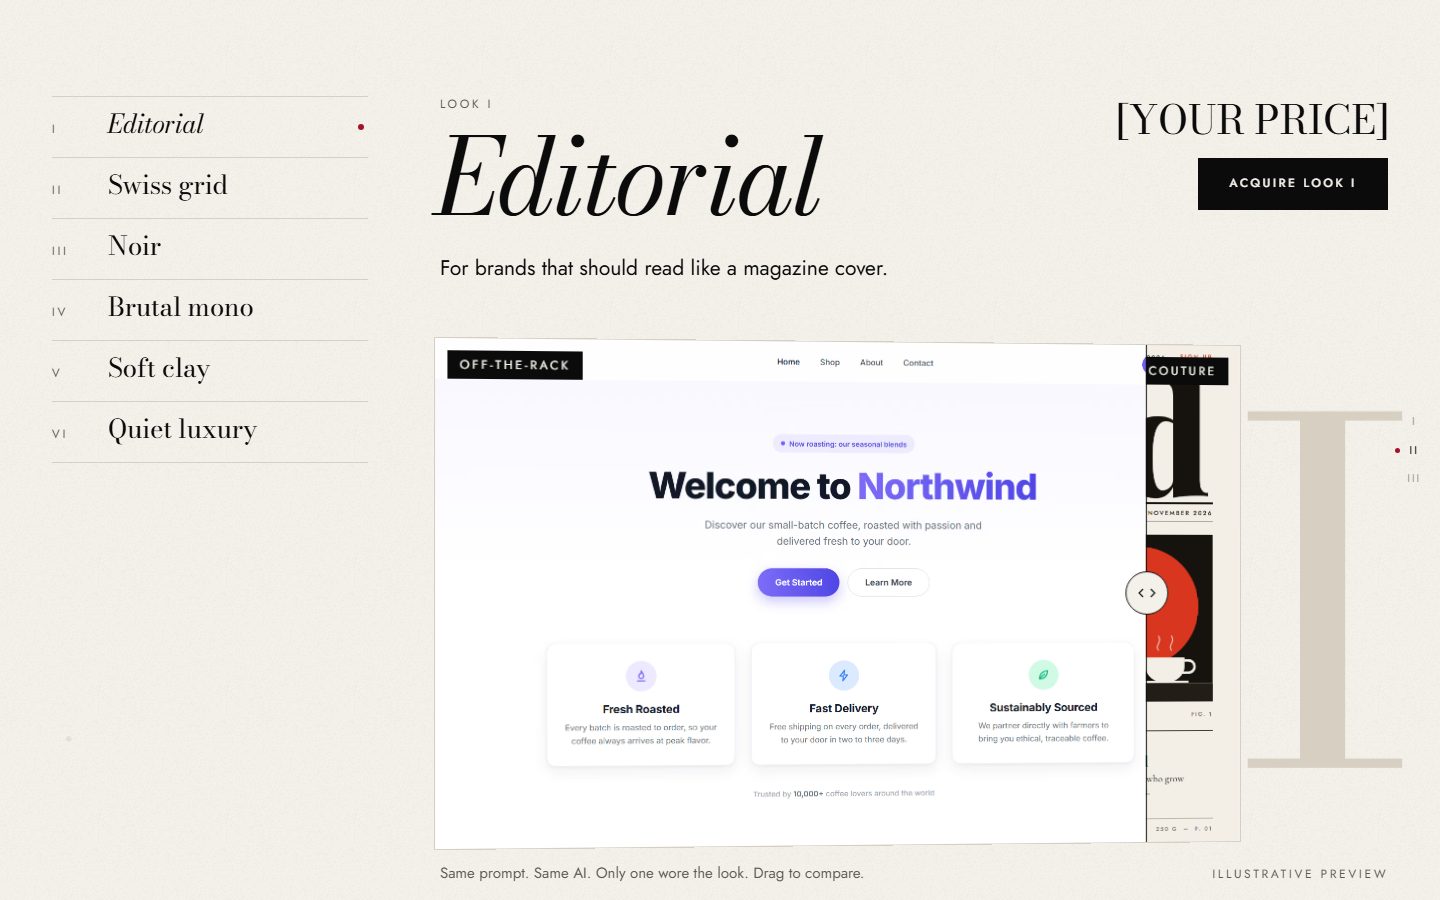 I Editorial
II Swiss grid
III Noir
IV Brutal mono
V Soft clay
VI Quiet luxury
LOOK I
Editorial
For brands that should read like a magazine cover.
[YOUR PRICE]
ACQUIRE LOOK I
OFF-THE-RACK
Home Shop About Contact
Now roasting: our seasonal blends
Welcome to Northwind
Discover our small-batch coffee, roasted with passion and
delivered fresh to your door.
Get Started Learn More
Fresh Roasted
Every batch is roasted to order, so your
coffee always arrives at peak flavor.
Fast Delivery
Free shipping on every order, delivered
to your door in two to three days.
Sustainably Sourced
We partner directly with farmers to
bring you ethical, traceable coffee.
Trusted by 10,000+ coffee lovers around the world
COUTURE
d
NOVEMBER 2026
FIG. 1
who grow
250 G — P. 01
I
I
II
III
Same prompt. Same AI. Only one wore the look. Drag to compare.
ILLUSTRATIVE PREVIEW